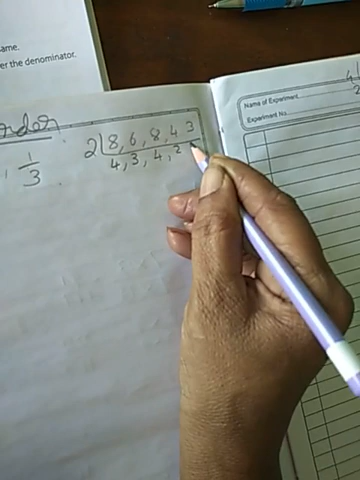 ame.
er the denominator.
Name of Experiment
Experiment No
order
, 1/3
2 | 8, 6, 8, 4 3
4, 3, 4, 2